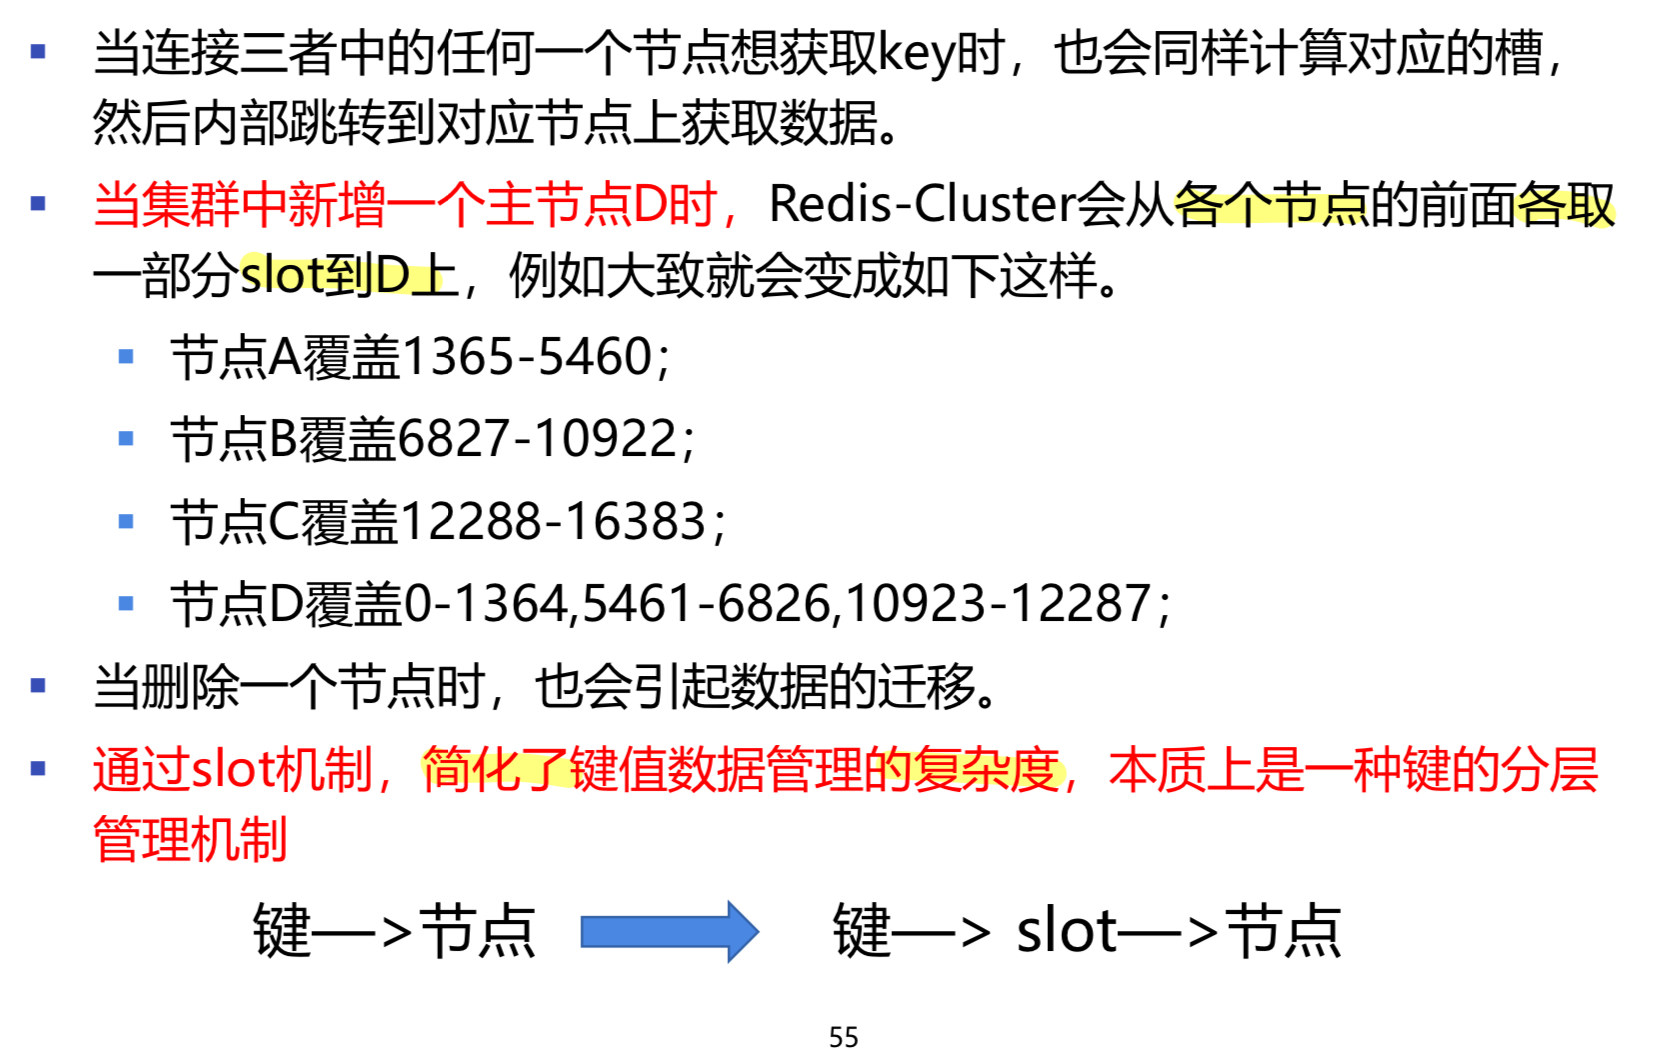 当连接三者中的任何一个节点想获取key时，也会同样计算对应的槽，
然后内部跳转到对应节点上获取数据。
当集群中新增一个主节点D时，Redis-Cluster会从各个节点的前面各取
一部分slot到D上，例如大致就会变成如下这样。
节点A覆盖1365-5460；
节点B覆盖6827-10922；
节点C覆盖12288-16383；
节点D覆盖0-1364,5461-6826,10923-12287；
当删除一个节点时，也会引起数据的迁移。
通过slot机制，简化了键值数据管理的复杂度，本质上是一种键的分层
管理机制
键—>节点 键—> slot—>节点
55